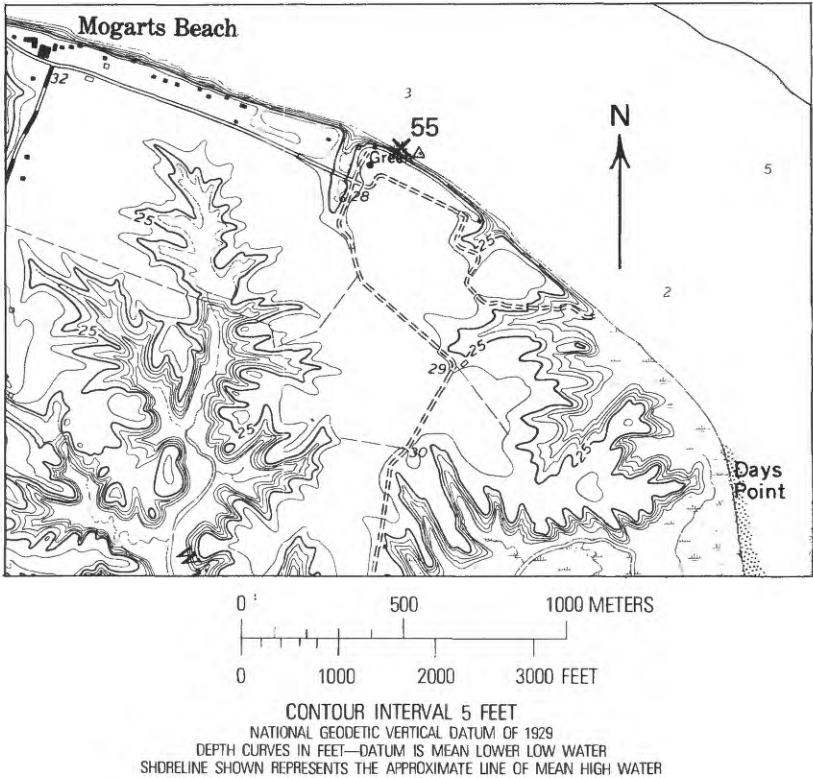 Mogarts Beach
32
3
55
N
Green
5
28
25
25
2
25
25
29
25
30
25
Days
Point
0 500 1000 METERS
0 1000 2000 3000 FEET
CONTOUR INTERVAL 5 FEET
NATIONAL GEODETIC VERTICAL DATUM OF 1929
DEPTH CURVES IN FEET—DATUM IS MEAN LOWER LOW WATER
SHORELINE SHOWN REPRESENTS THE APPROXIMATE LINE OF MEAN HIGH WATER